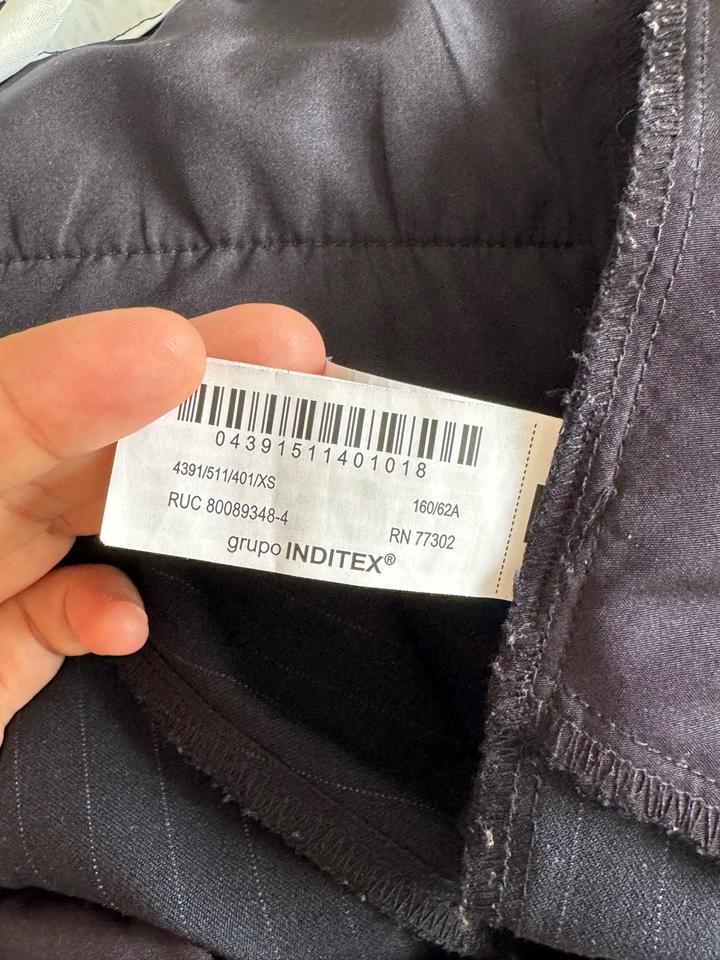 04391511401018
4391/511/401/XS
160/62A
RUC 80089348-4
RN 77302
grupo INDITEX®